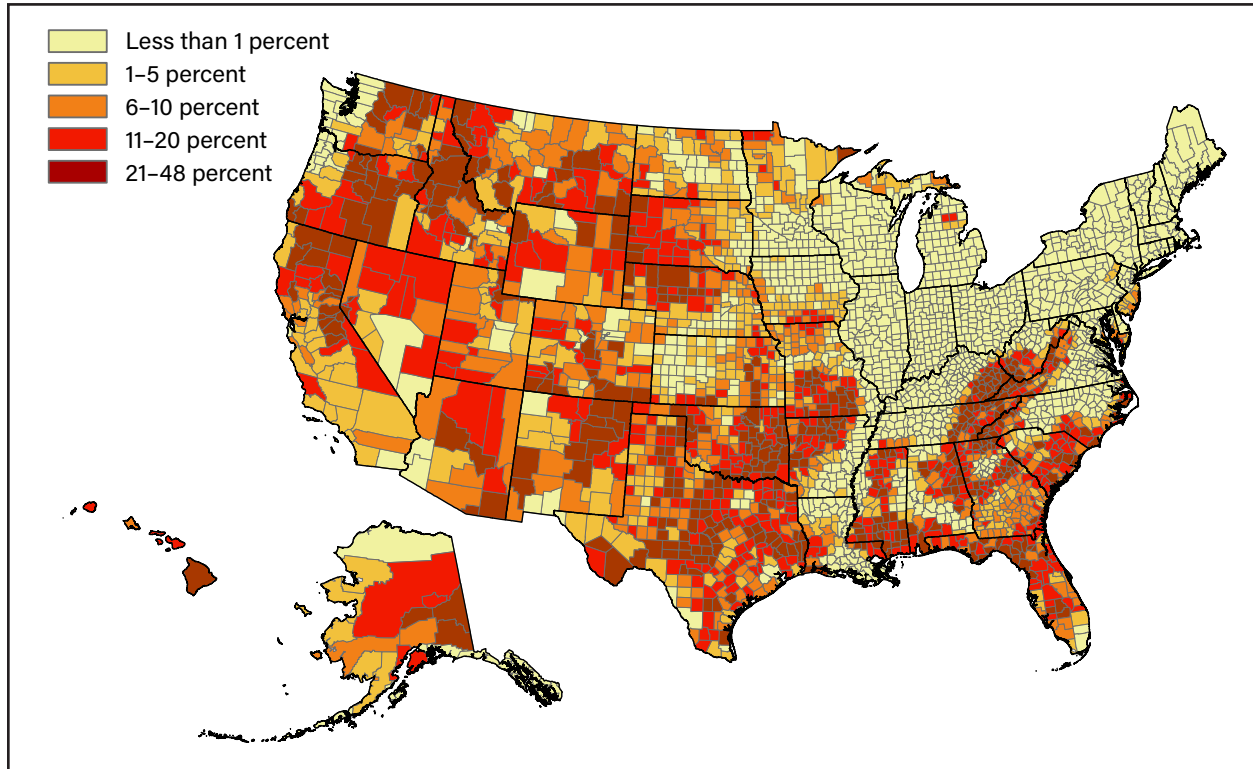 Less than 1 percent
1–5 percent
6–10 percent
11–20 percent
21–48 percent